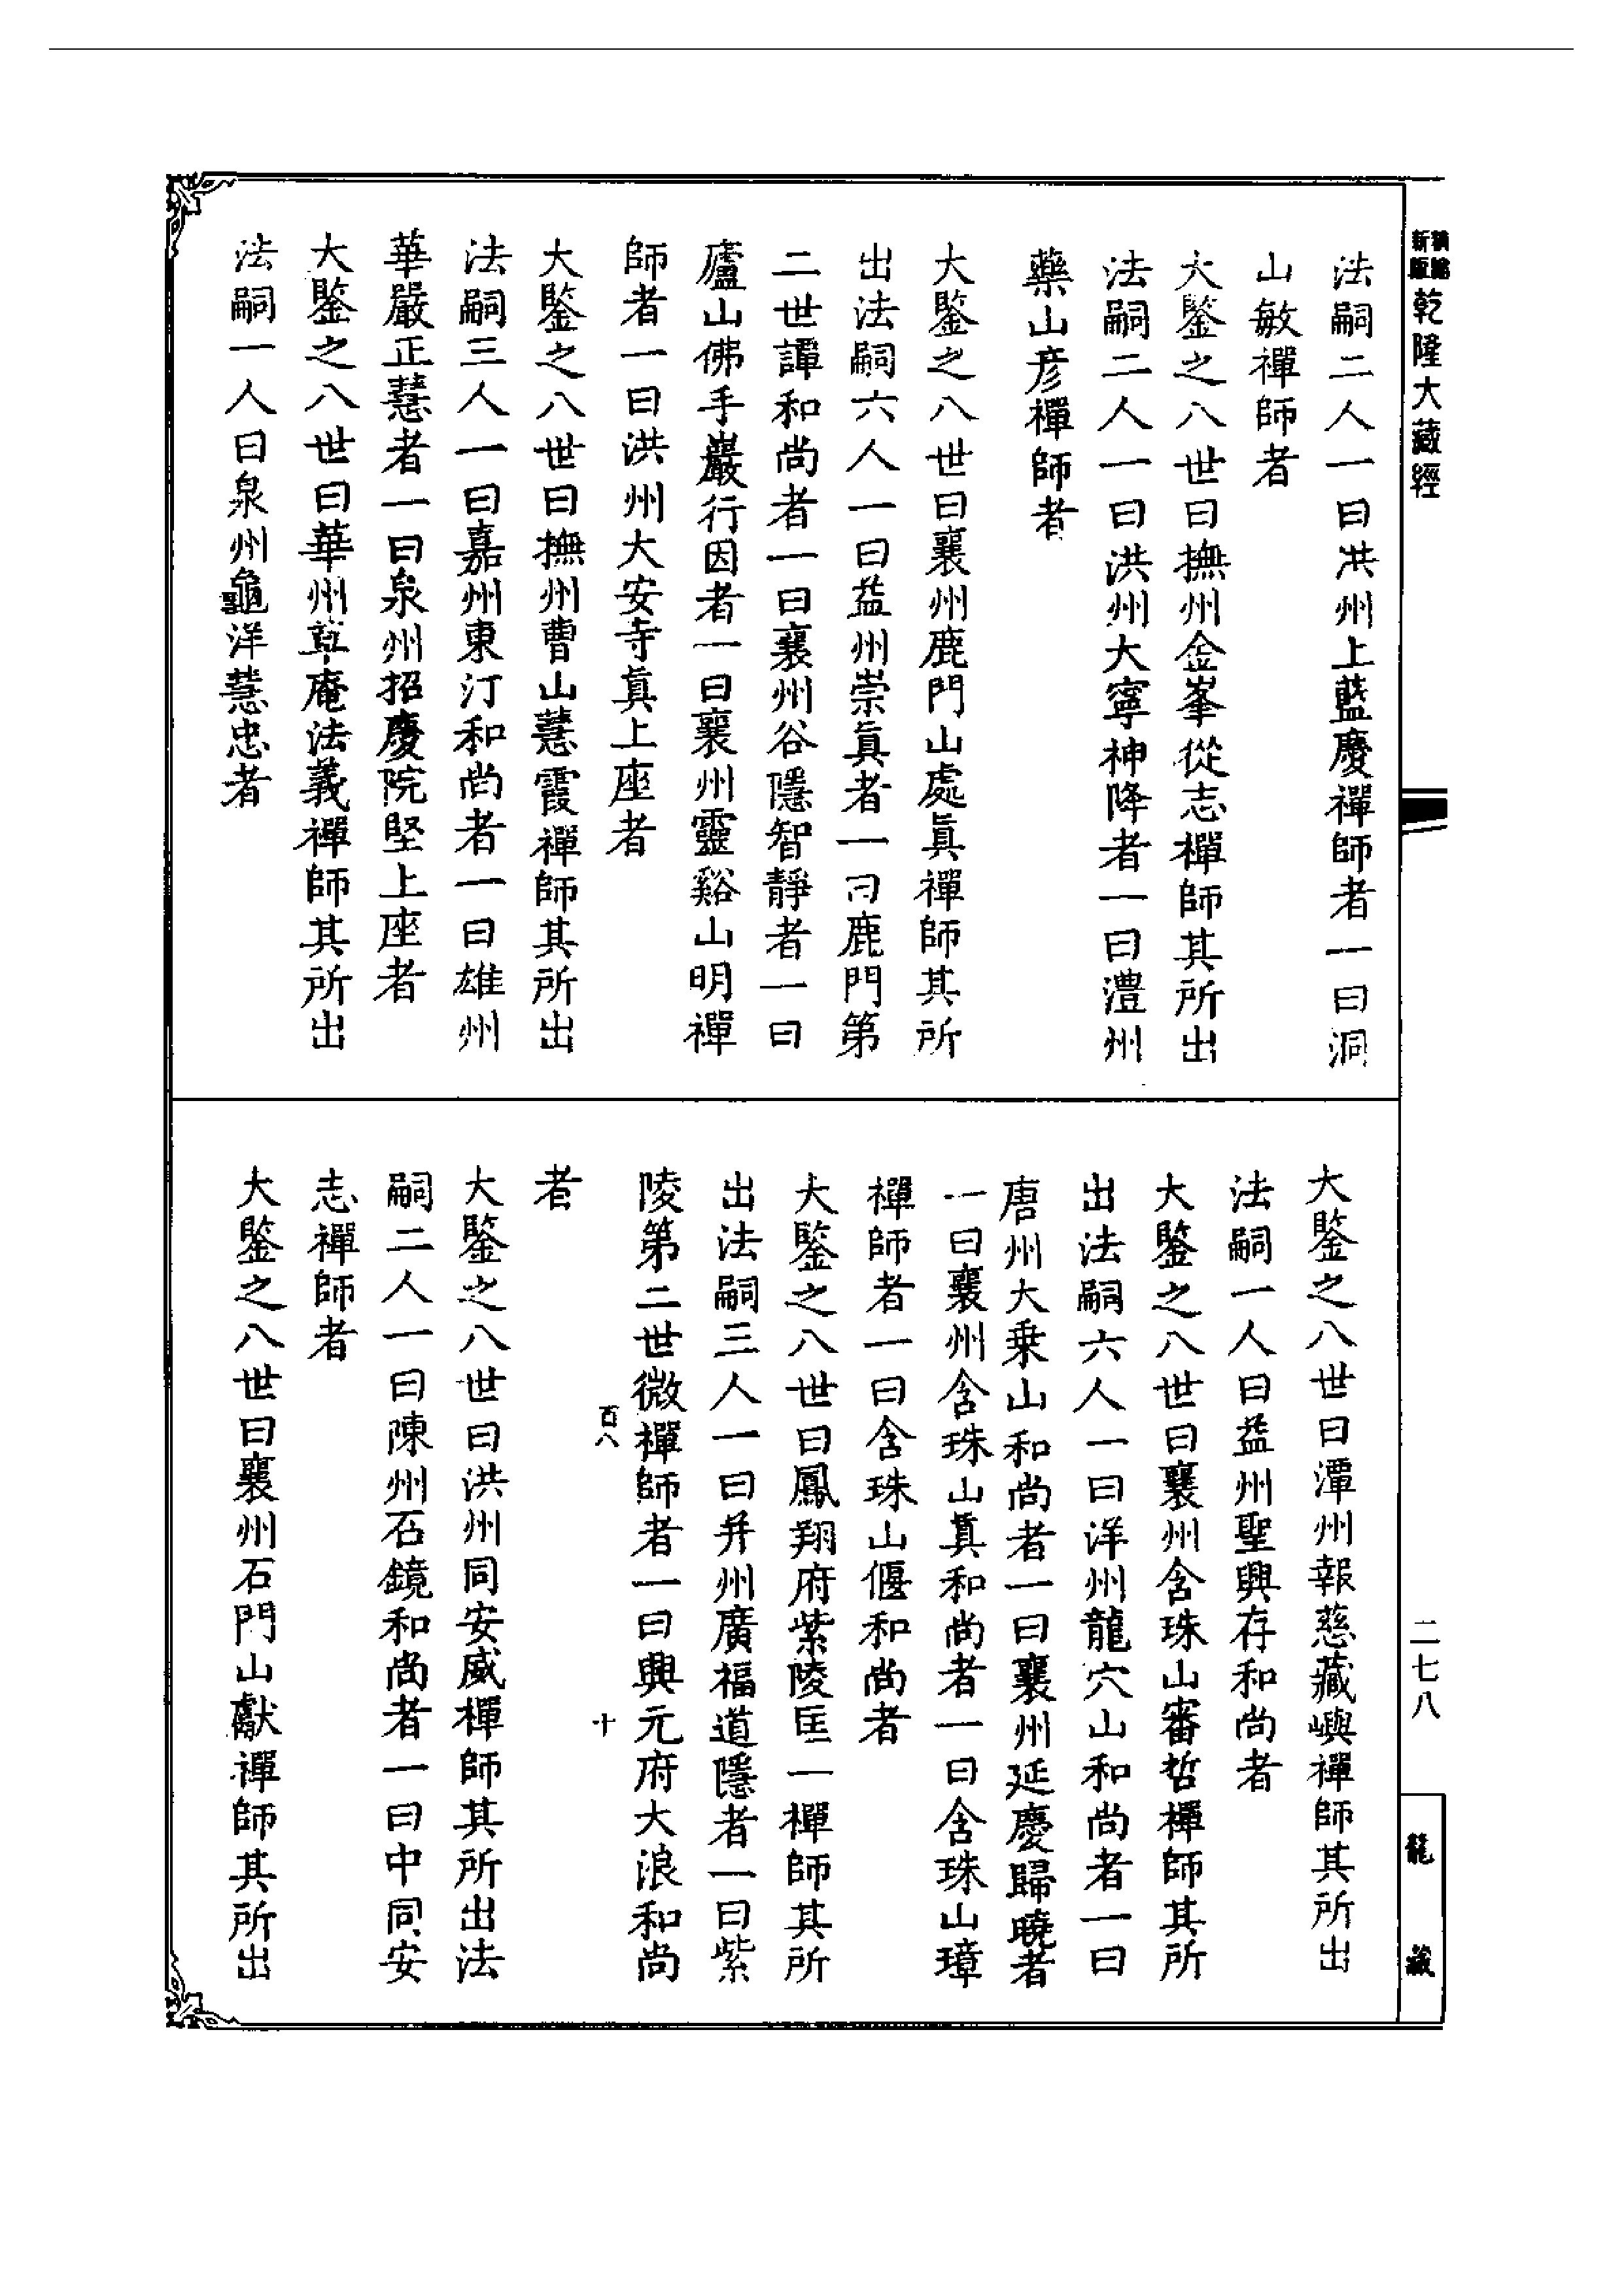 乾隆大藏經
法嗣二人一曰洪州上藍慶禪師者一曰洞
山敏禪師者
大鑒之八世曰撫州金峯從志禪師其所出
法嗣二人一曰洪州大寧神降者一曰澧州
藥山彥禪師者
大鑒之八世曰襄州鹿門山處眞禪師其所
出法嗣六人一曰益州崇眞者一曰鹿門第
二世譚和尚者一曰襄州谷隱智靜者一曰
廬山佛手巖行因者一曰襄州靈谿山明禪
師者一曰洪州大安寺眞上座者
大鑒之八世曰撫州曹山慧霞禪師其所出
法嗣三人一曰嘉州東汀和尚者一曰雄州
華嚴正慧者一曰泉州招慶院堅上座者
大鑒之八世曰華州草庵法義禪師其所出
法嗣一人曰泉州龜洋慧忠者
大鑒之八世曰潭州報慈藏嶼禪師其所出
法嗣一人曰益州聖興存和尚者
大鑒之八世曰襄州含珠山審哲禪師其所
出法嗣六人一曰洋州龍穴山和尚者一曰
唐州大乗山和尚者一曰襄州延慶歸曉者
一曰襄州含珠山真和尚者一曰含珠山璋
禪師者一曰含珠山偃和尚者
大鑒之八世曰鳳翔府紫陵匡一禪師其所
出法嗣三人一曰并州廣福道隱者一曰紫
陵第二世微禪師者一曰興元府大浪和尚
百八 十
者
大鑒之八世曰洪州同安威禪師其所出法
嗣二人一曰陳州石鏡和尚者一曰中同安
志禪師者
大鑒之八世曰襄州石門山獻禪師其所出
二七八
龍藏